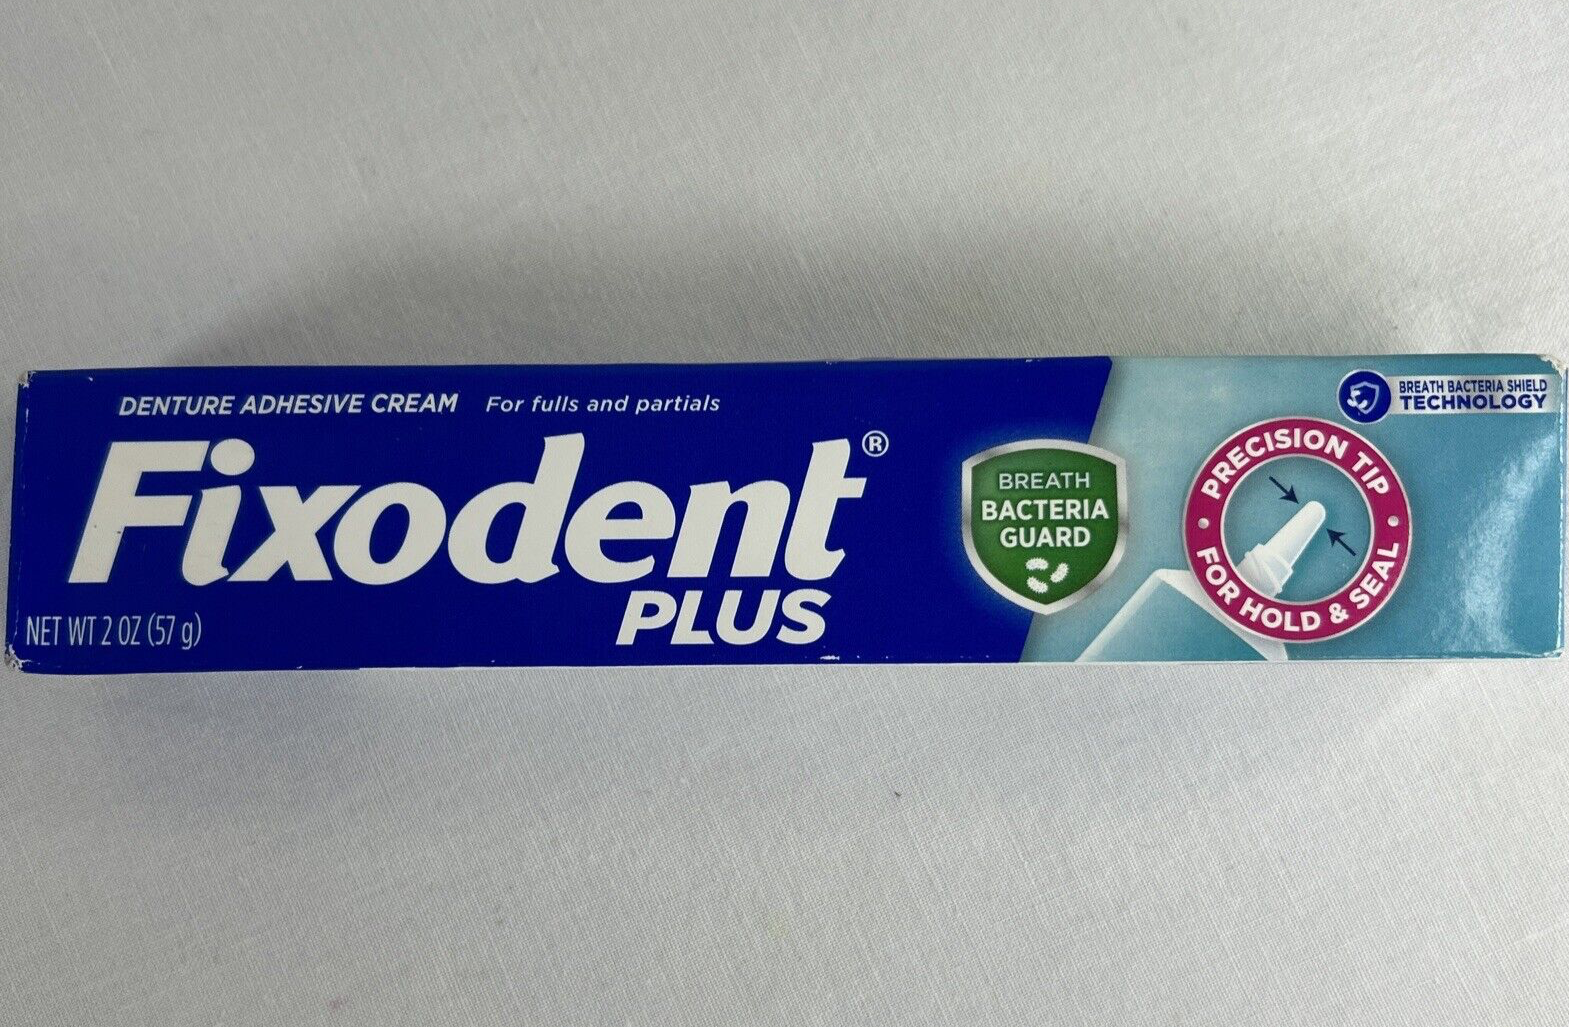 DENTURE ADHESIVE CREAM For fulls and partials
Fixodent®
PLUS
NET WT 2 OZ (57 g)
BREATH
BACTERIA
GUARD
PRECISION TIP
FOR HOLD & SEAL
BREATH BACTERIA SHIELD
TECHNOLOGY